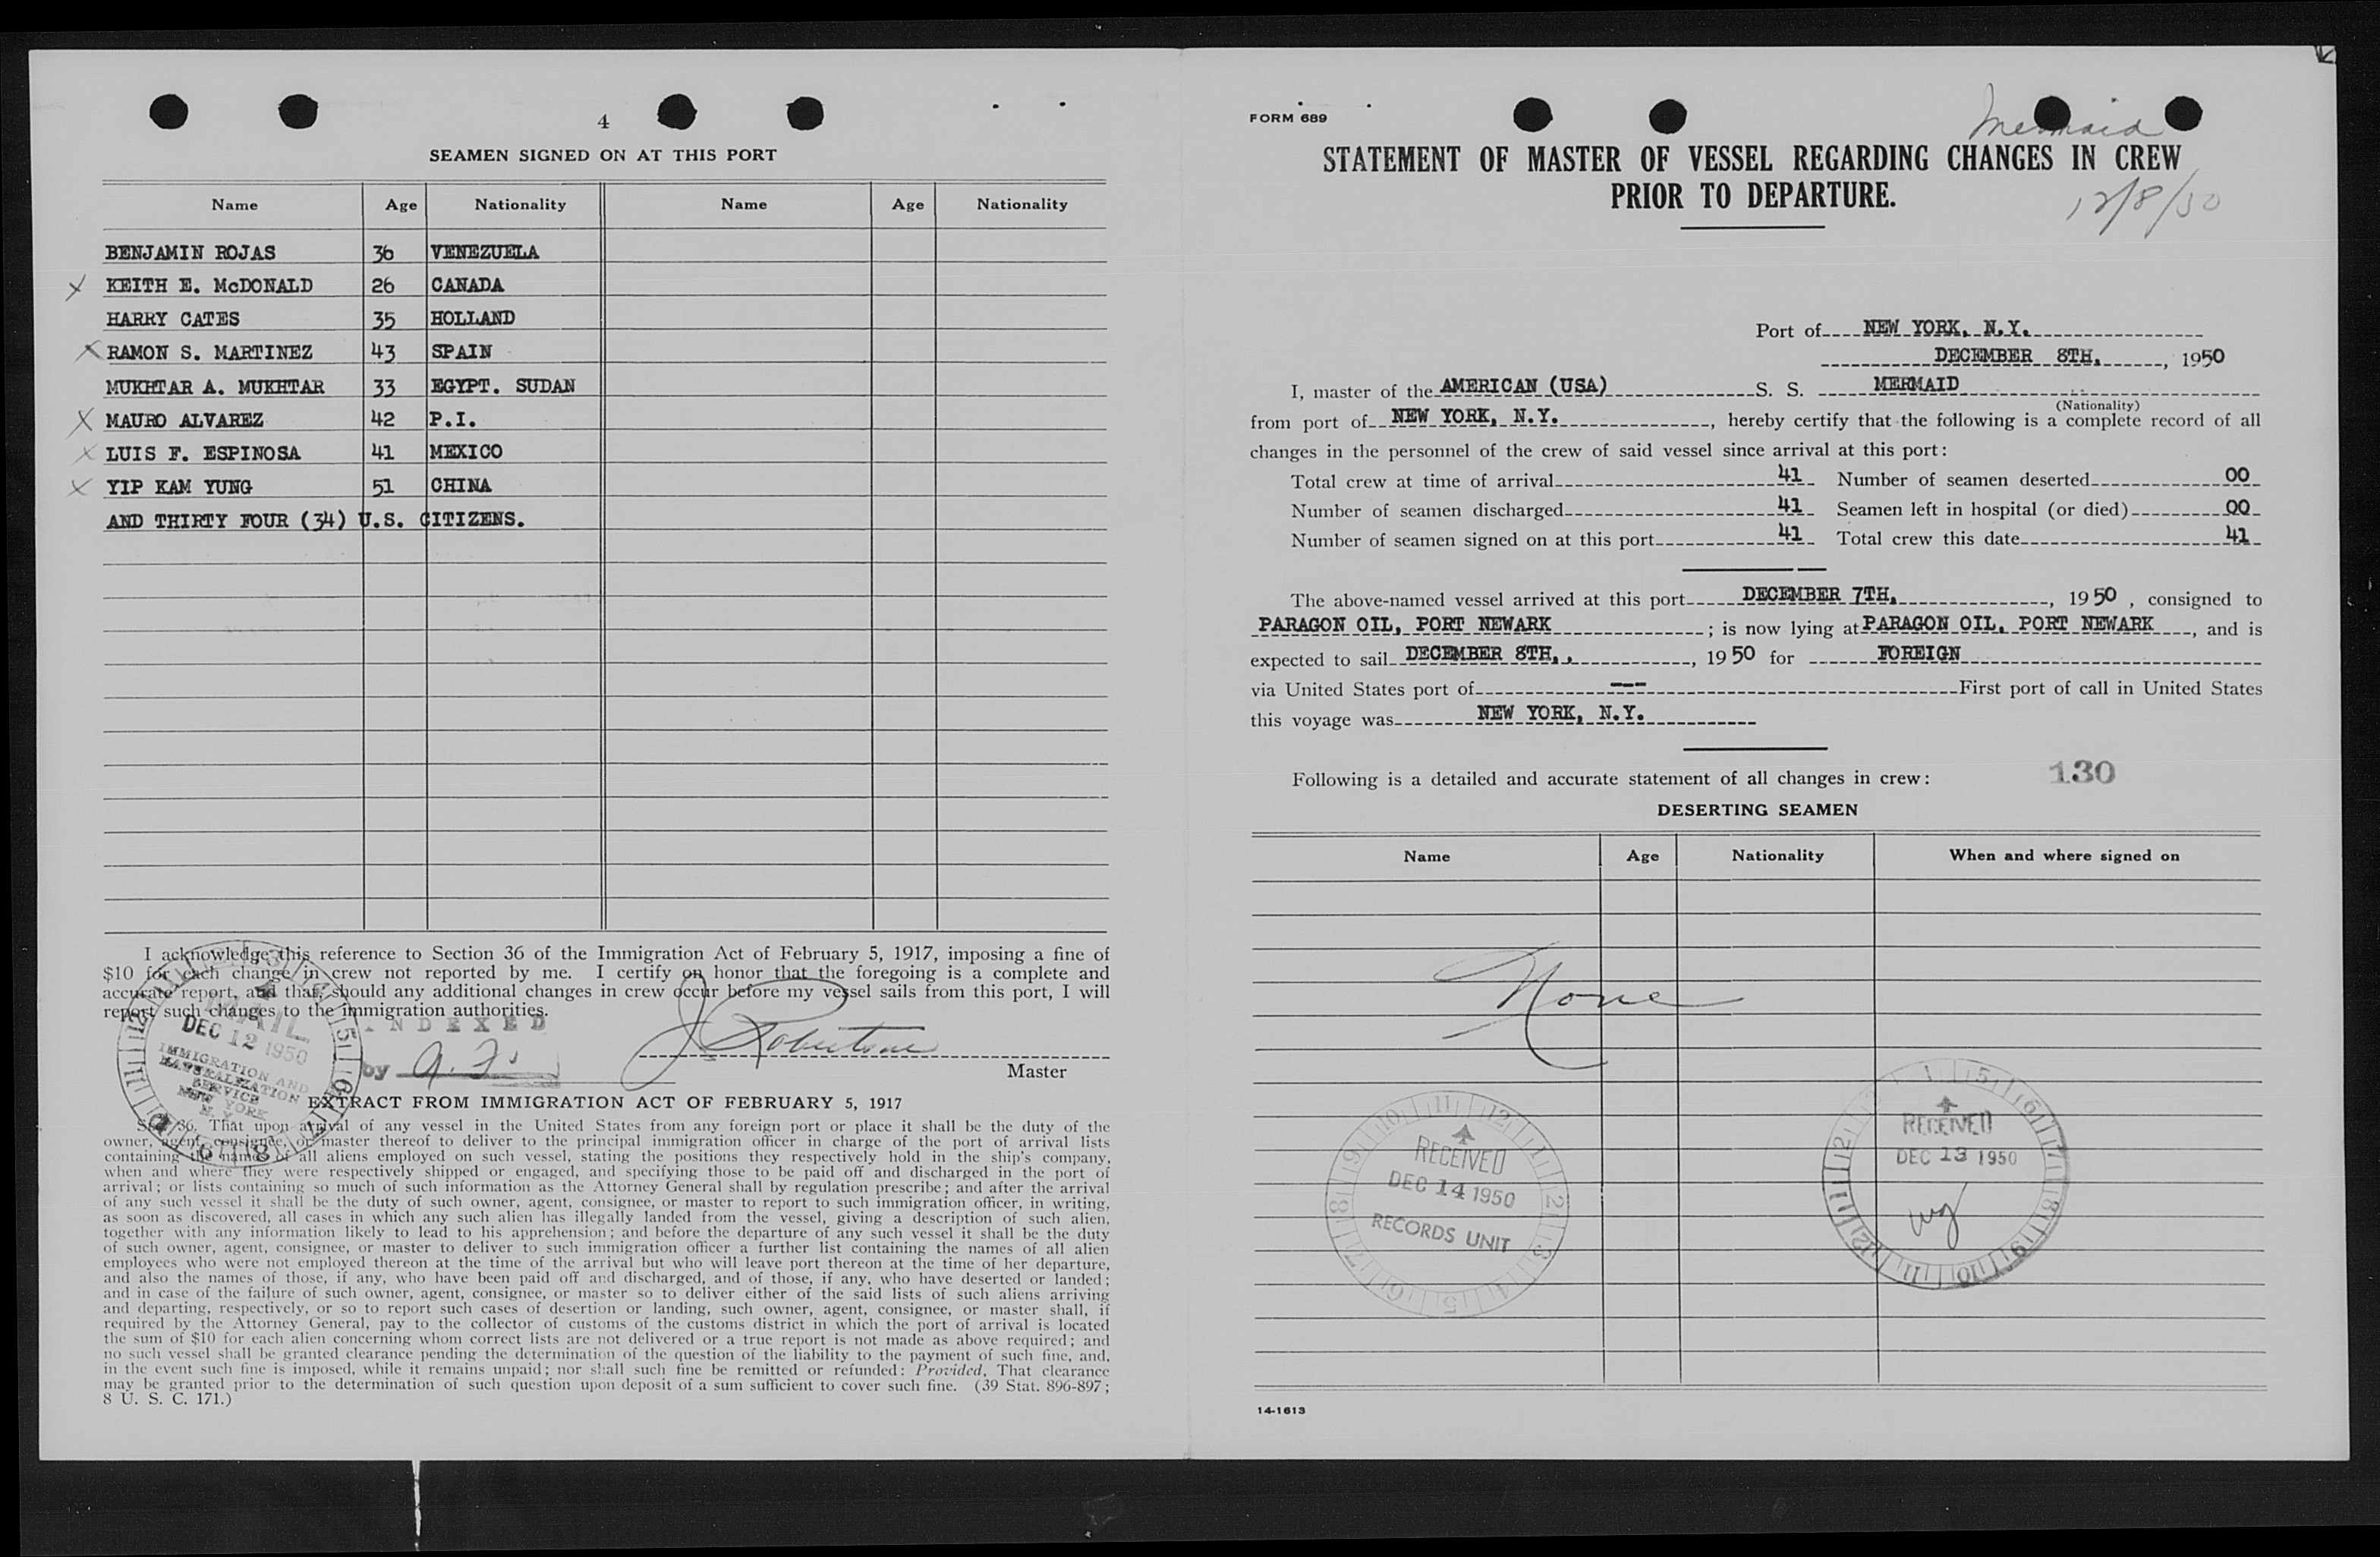 4
SEAMEN SIGNED ON AT THIS PORT
Name Age Nationality Name Age Nationality
BENJAMIN ROJAS 36 VENEZUELA
X KEITH E. McDONALD 26 CANADA
HARRY CATES 35 HOLLAND
X RAMON S. MARTINEZ 43 SPAIN
MUKHTAR A. MUKHTAR 33 EGYPT. SUDAN
X MAURO ALVAREZ 42 P.I.
X LUIS F. ESPINOSA 41 MEXICO
X YIP KAM YUNG 51 CHINA
AND THIRTY FOUR (34) U.S. CITIZENS.
I acknowledge this reference to Section 36 of the Immigration Act of February 5, 1917, imposing a fine of
$10 for each change in crew not reported by me. I certify on honor that the foregoing is a complete and
accurate report, and that, should any additional changes in crew occur before my vessel sails from this port, I will
report such changes to the immigration authorities.
MAIL
DEC 12 1950
IMMIGRATION AND
NATURALIZATION
SERVICE
NEW YORK
N. Y.
INDEXED
by A. F.
J Robertson
Master
EXTRACT FROM IMMIGRATION ACT OF FEBRUARY 5, 1917
Sec. 36. That upon arrival of any vessel in the United States from any foreign port or place it shall be the duty of the
owner, agent, consignee, or master thereof to deliver to the principal immigration officer in charge of the port of arrival lists
containing the names of all aliens employed on such vessel, stating the positions they respectively hold in the ship's company,
when and where they were respectively shipped or engaged, and specifying those to be paid off and discharged in the port of
arrival; or lists containing so much of such information as the Attorney General shall by regulation prescribe; and after the arrival
of any such vessel it shall be the duty of such owner, agent, consignee, or master to report to such immigration officer, in writing,
as soon as discovered, all cases in which any such alien has illegally landed from the vessel, giving a description of such alien,
together with any information likely to lead to his apprehension; and before the departure of any such vessel it shall be the duty
of such owner, agent, consignee, or master to deliver to such immigration officer a further list containing the names of all alien
employees who were not employed thereon at the time of the arrival but who will leave port thereon at the time of her departure,
and also the names of those, if any, who have been paid off and discharged, and of those, if any, who have deserted or landed;
and in case of the failure of such owner, agent, consignee, or master so to deliver either of the said lists of such aliens arriving
and departing, respectively, or so to report such cases of desertion or landing, such owner, agent, consignee, or master shall, if
required by the Attorney General, pay to the collector of customs of the customs district in which the port of arrival is located
the sum of $10 for each alien concerning whom correct lists are not delivered or a true report is not made as above required; and
no such vessel shall be granted clearance pending the determination of the question of the liability to the payment of such fine, and,
in the event such fine is imposed, while it remains unpaid; nor shall such fine be remitted or refunded: Provided, That clearance
may be granted prior to the determination of such question upon deposit of a sum sufficient to cover such fine. (39 Stat. 896-897;
8 U. S. C. 171.)
FORM 689
Mermaid
STATEMENT OF MASTER OF VESSEL REGARDING CHANGES IN CREW
PRIOR TO DEPARTURE.
12/8/50
Port of NEW YORK, N.Y.
DECEMBER 8TH, , 1950
I, master of the AMERICAN (USA) S. S. MERMAID
(Nationality)
from port of NEW YORK, N.Y. , hereby certify that the following is a complete record of all
changes in the personnel of the crew of said vessel since arrival at this port:
Total crew at time of arrival 41 Number of seamen deserted 00
Number of seamen discharged 41 Seamen left in hospital (or died) 00
Number of seamen signed on at this port 41 Total crew this date 41
The above-named vessel arrived at this port DECEMBER 7TH, , 1950 , consigned to
PARAGON OIL, PORT NEWARK ; is now lying at PARAGON OIL, PORT NEWARK , and is
expected to sail DECEMBER 8TH, , , 1950 for FOREIGN
via United States port of --- First port of call in United States
this voyage was NEW YORK, N.Y.
Following is a detailed and accurate statement of all changes in crew: 130
DESERTING SEAMEN
Name Age Nationality When and where signed on
None
RECEIVED
DEC 14 1950
RECORDS UNIT
RECEIVED
DEC 13 1950
14-1613